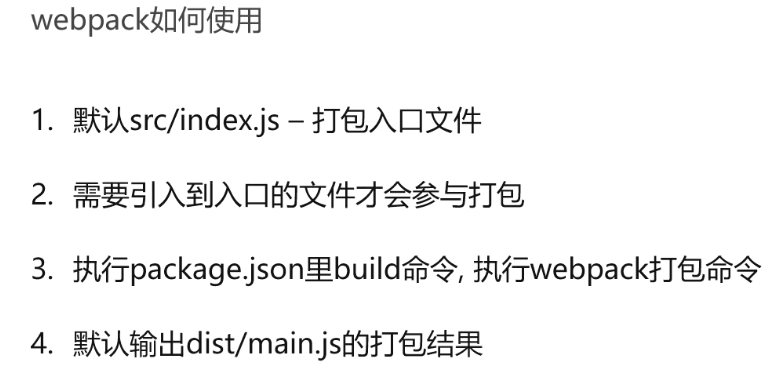 webpack如何使用
1. 默认src/index.js – 打包入口文件
2. 需要引入到入口的文件才会参与打包
3. 执行package.json里build命令, 执行webpack打包命令
4. 默认输出dist/main.js的打包结果